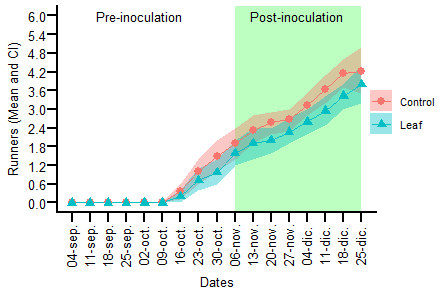 Pre-inoculation Post-inoculation
Runners (Mean and CI)
6.0
5.4
4.8
4.2
3.6
3.0
2.4
1.8
1.2
0.6
0.0
Control
Leaf
04-sep.
11-sep.
18-sep.
25-sep.
02-oct.
09-oct.
16-oct.
23-oct.
30-oct.
06-nov.
13-nov.
20-nov.
27-nov.
04-dic.
11-dic.
18-dic.
25-dic.
Dates